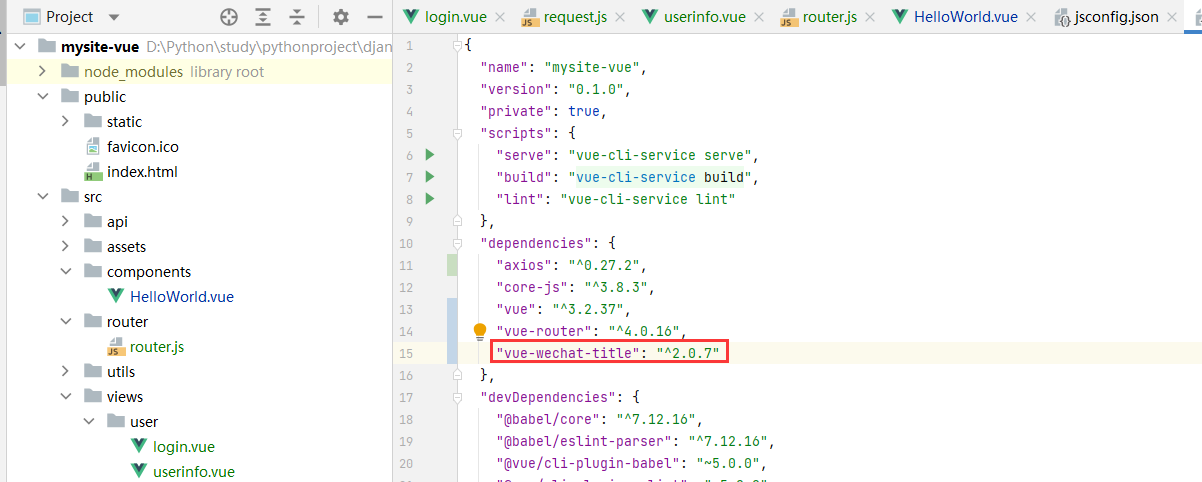 Project
mysite-vue D:\Python\study\pythonproject\djan
node_modules library root
public
static
favicon.ico
index.html
src
api
assets
components
HelloWorld.vue
router
router.js
utils
views
user
login.vue
userinfo.vue
login.vue request.js userinfo.vue router.js HelloWorld.vue jsconfig.json
1 {
2 "name": "mysite-vue",
3 "version": "0.1.0",
4 "private": true,
5 "scripts": {
6 "serve": "vue-cli-service serve",
7 "build": "vue-cli-service build",
8 "lint": "vue-cli-service lint"
9 },
10 "dependencies": {
11 "axios": "^0.27.2",
12 "core-js": "^3.8.3",
13 "vue": "^3.2.37",
14 "vue-router": "^4.0.16",
15 "vue-wechat-title": "^2.0.7"
16 },
17 "devDependencies": {
18 "@babel/core": "^7.12.16",
19 "@babel/eslint-parser": "^7.12.16",
20 "@vue/cli-plugin-babel": "~5.0.0",